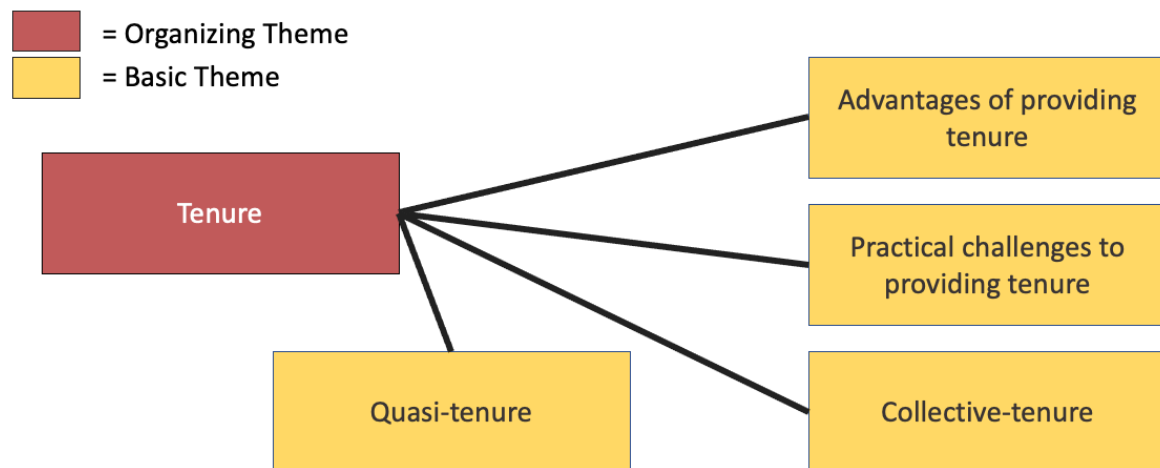 = Organizing Theme
= Basic Theme
Advantages of providing
tenure
Tenure
Practical challenges to
providing tenure
Quasi-tenure
Collective-tenure